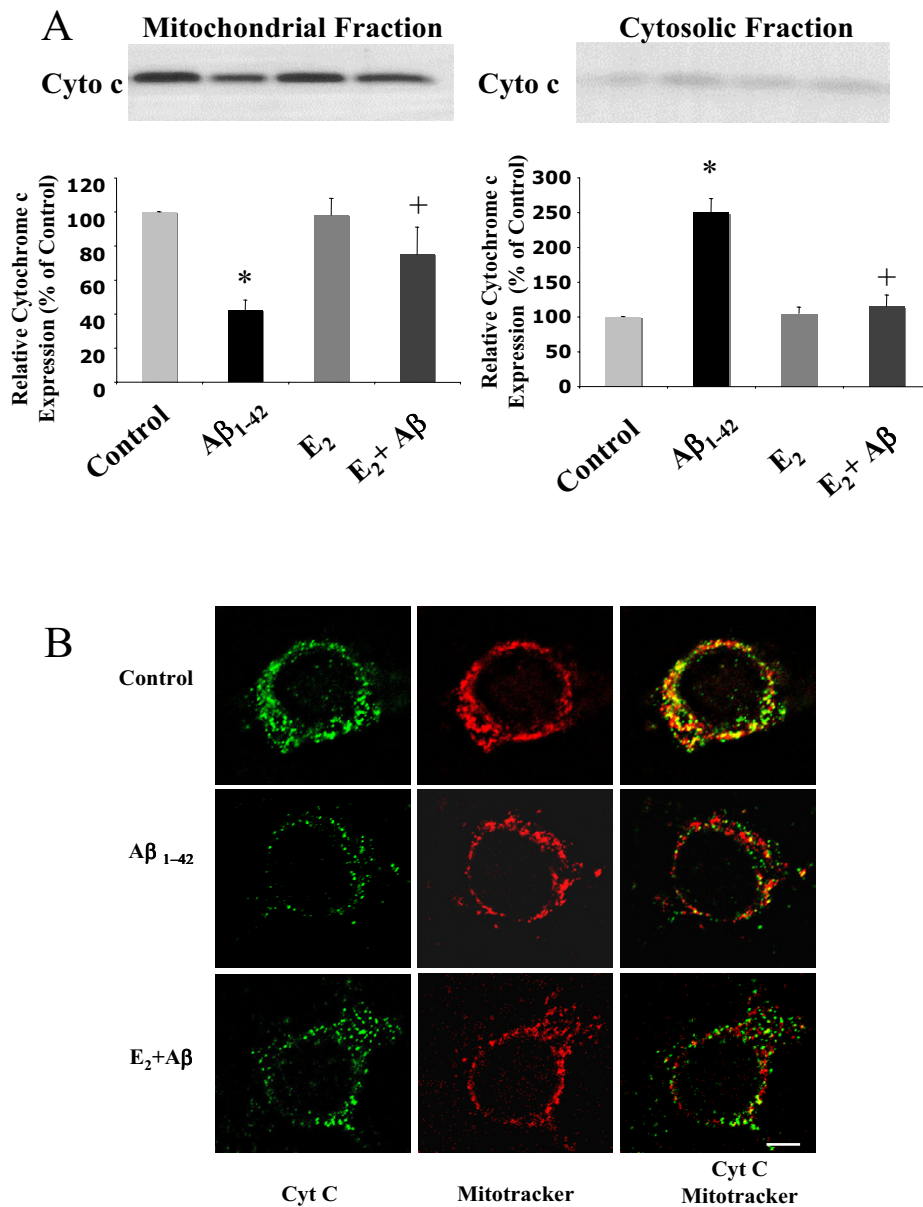 A
Mitochondrial Fraction
Cytosolic Fraction
Cyto c
Cyto c
Relative Cytochrome c
Expression (% of Control)
120
100
80
60
40
20
0
*
+
Control
Aβ1-42
E2
E2+ Aβ
Relative Cytochrome c
Expression (% of Control)
300
250
200
150
100
50
0
*
+
Control
Aβ1-42
E2
E2+ Aβ
B
Control
Aβ 1–42
E2+Aβ
Cyt C
Mitotracker
Cyt C
Mitotracker